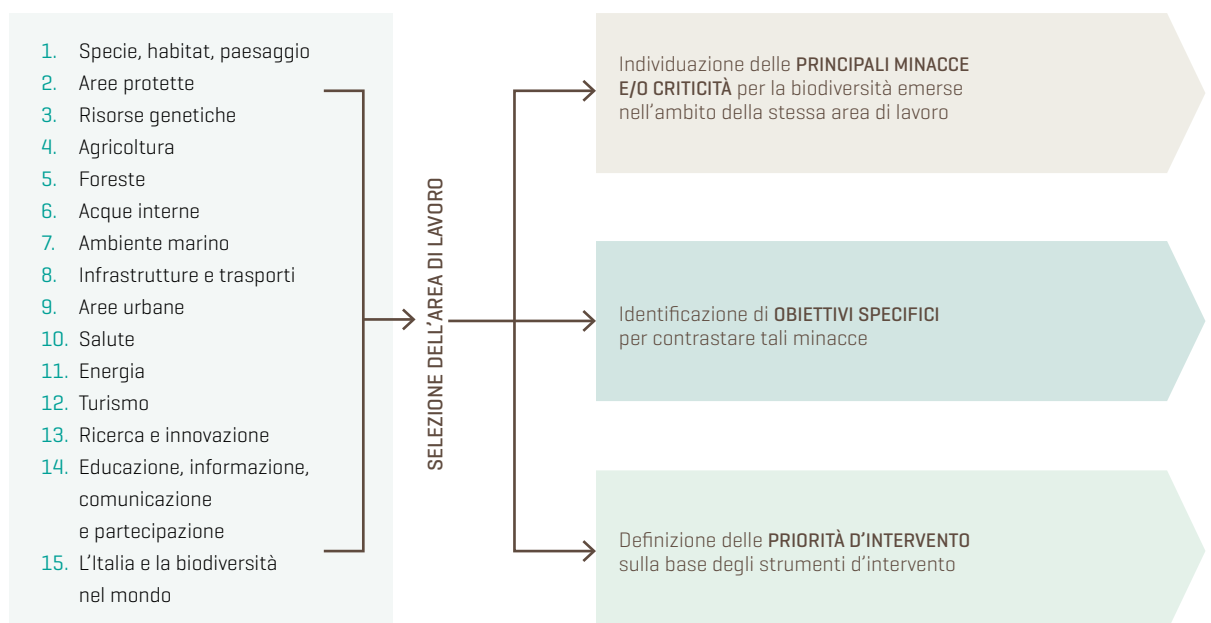 1. Specie, habitat, paesaggio
2. Aree protette
3. Risorse genetiche
4. Agricoltura
5. Foreste
6. Acque interne
7. Ambiente marino
8. Infrastrutture e trasporti
9. Aree urbane
10. Salute
11. Energia
12. Turismo
13. Ricerca e innovazione
14. Educazione, informazione,
comunicazione
e partecipazione
15. L'Italia e la biodiversità
nel mondo
SELEZIONE DELL'AREA DI LAVORO
Individuazione delle PRINCIPALI MINACCE
E/O CRITICITÀ per la biodiversità emerse
nell'ambito della stessa area di lavoro
Identificazione di OBIETTIVI SPECIFICI
per contrastare tali minacce
Definizione delle PRIORITÀ D'INTERVENTO
sulla base degli strumenti d'intervento